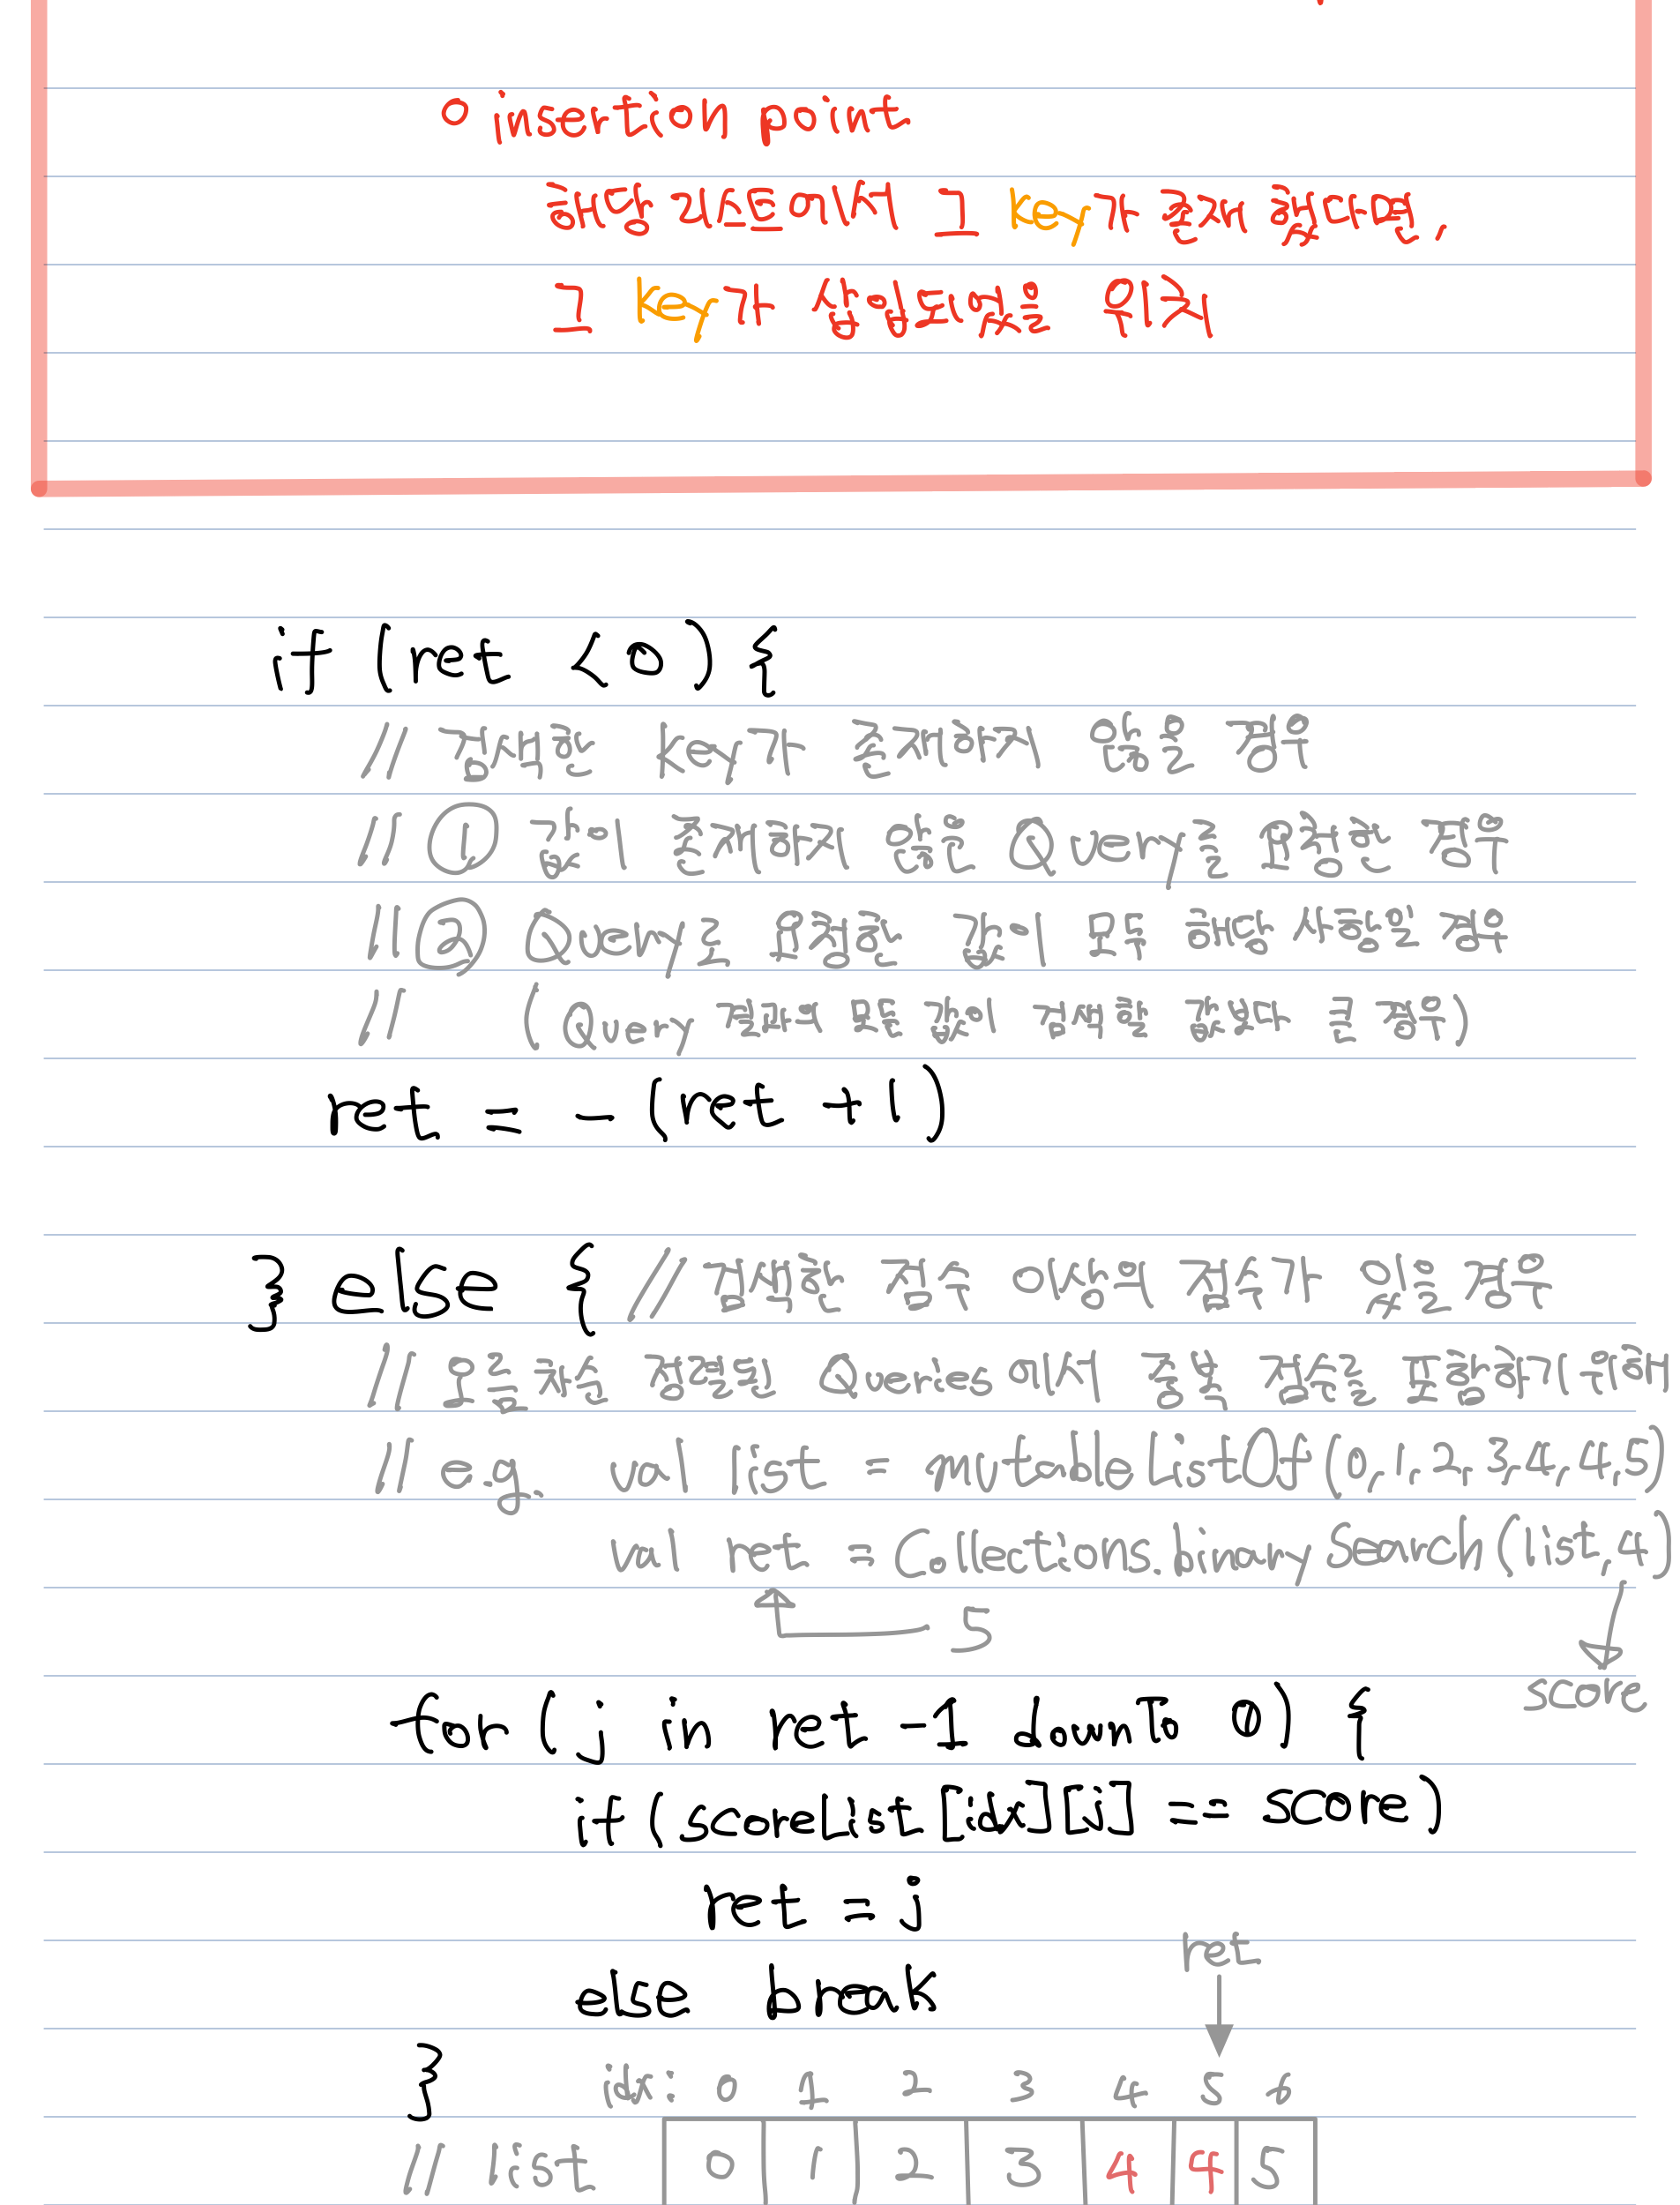 ○ insertion point
해당 리스트에서 그 key가 존재 했다면,
그 key가 삽입되었을 위치
if (ret <0) {
// 검색한 key가 존재하지 않을 경우
// ① 값이 존재하지 않은 Query를 요청한 경우
// ② Query로 요청한 값이 모두 해당 사항일 경우
// (Query 결과의 모든 값이 검색할 값보다 큰 경우)
ret = -(ret +1)
} else { // 검색한 점수 이상의 점수가 있을 경우
// 오름차순 정렬된 Queries에서 중복 점수를 포함하기 위해
// e.g. val list = mutableListOf(0, 1, 2, 3, 4, 4, 5)
val ret = Collections.binarySearch(list, 4)
5
score
for (j in ret -1 downTo 0) {
if (scoreList[idx][j] == score)
ret = j
else break
ret
}
idx: 0 1 2 3 4 5 6
// list 0 1 2 3 4 4 5